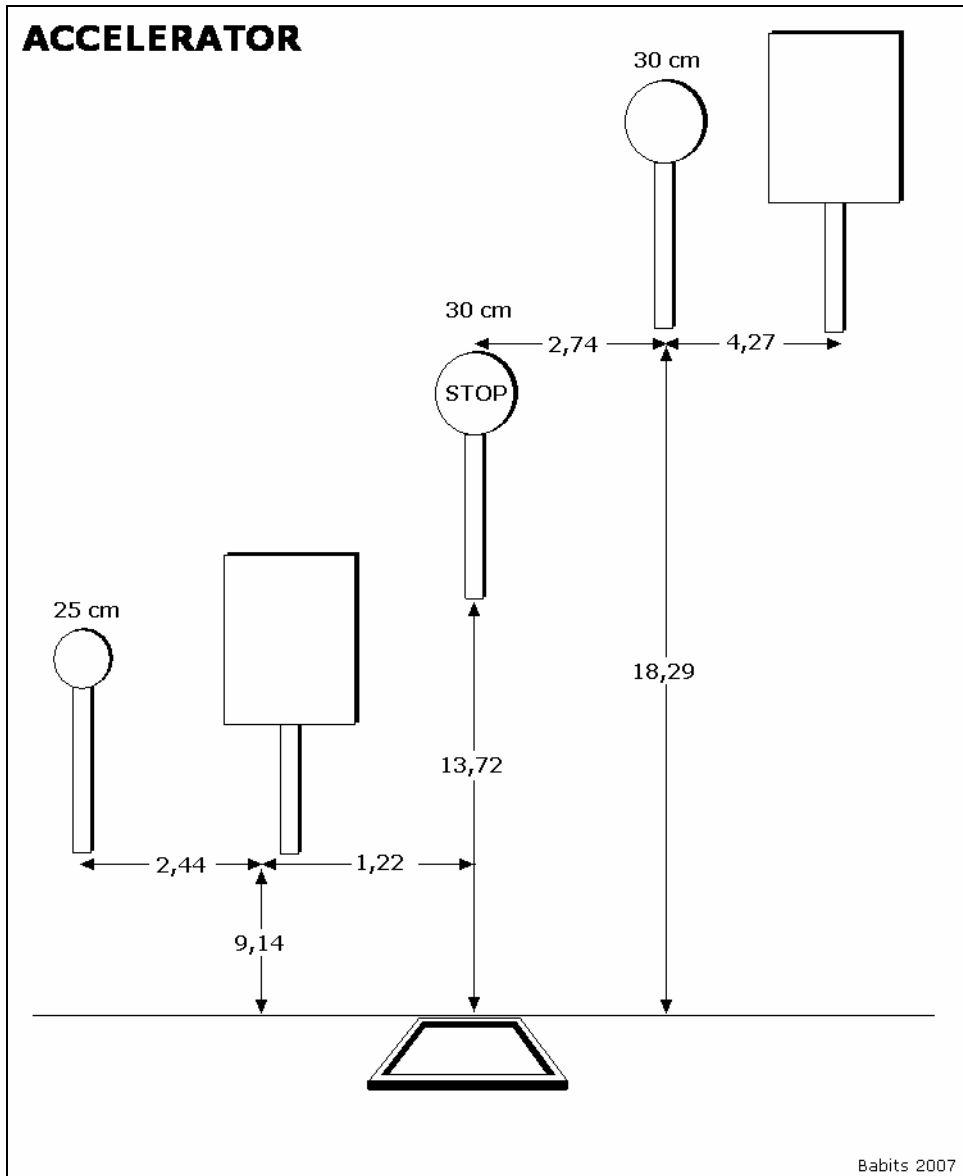 ACCELERATOR
30 cm
30 cm
2,74
4,27
STOP
25 cm
18,29
13,72
2,44
1,22
9,14
Babits 2007